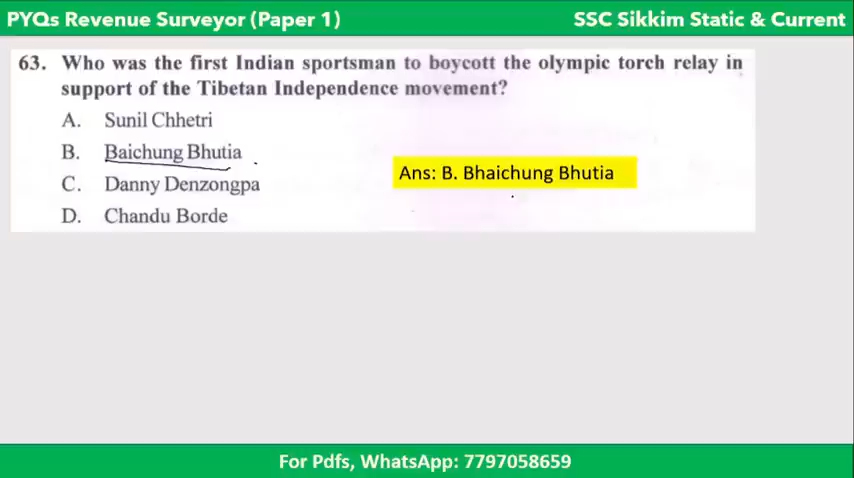 PYQs Revenue Surveyor (Paper 1)
SSC Sikkim Static & Current
63. Who was the first Indian sportsman to boycott the olympic torch relay in
support of the Tibetan Independence movement?
A. Sunil Chhetri
B. Baichung Bhutia
C. Danny Denzongpa
D. Chandu Borde
Ans: B. Bhaichung Bhutia
For Pdfs, WhatsApp: 7797058659